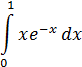 ∫₀¹ xe⁻ˣ dx